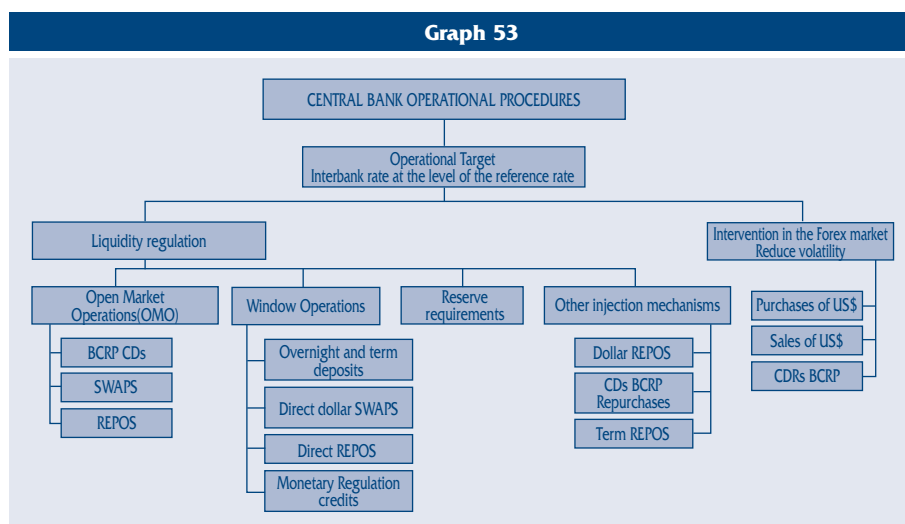 Graph 53
CENTRAL BANK OPERATIONAL PROCEDURES
Operational Target
Interbank rate at the level of the reference rate
Liquidity regulation
Intervention in the Forex market
Reduce volatility
Open Market
Operations(OMO)
Window Operations
Reserve
requirements
Other injection mechanisms
BCRP CDs
SWAPS
REPOS
Overnight and term
deposits
Direct dollar SWAPS
Direct REPOS
Monetary Regulation
credits
Dollar REPOS
CDs BCRP
Repurchases
Term REPOS
Purchases of US$
Sales of US$
CDRs BCRP